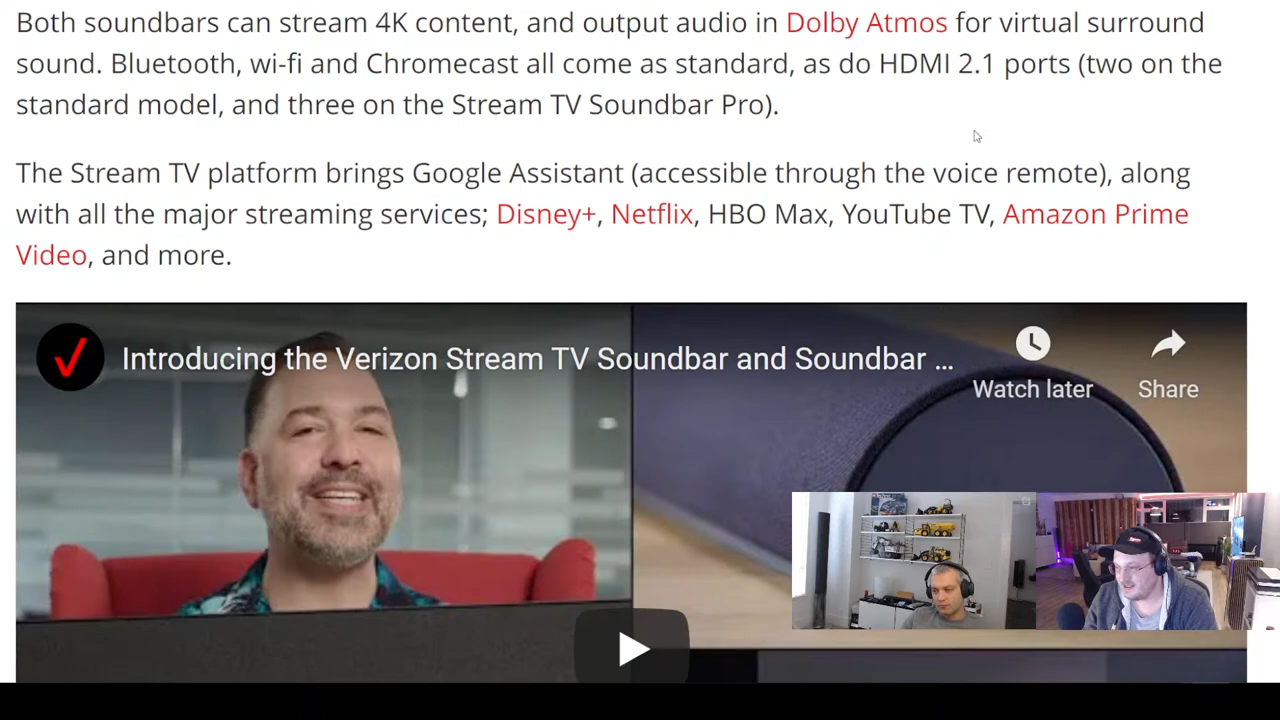 Both soundbars can stream 4K content, and output audio in Dolby Atmos for virtual surround
sound. Bluetooth, wi-fi and Chromecast all come as standard, as do HDMI 2.1 ports (two on the
standard model, and three on the Stream TV Soundbar Pro).
The Stream TV platform brings Google Assistant (accessible through the voice remote), along
with all the major streaming services; Disney+, Netflix, HBO Max, YouTube TV, Amazon Prime
Video, and more.
Introducing the Verizon Stream TV Soundbar and Soundbar ...
Watch later
Share